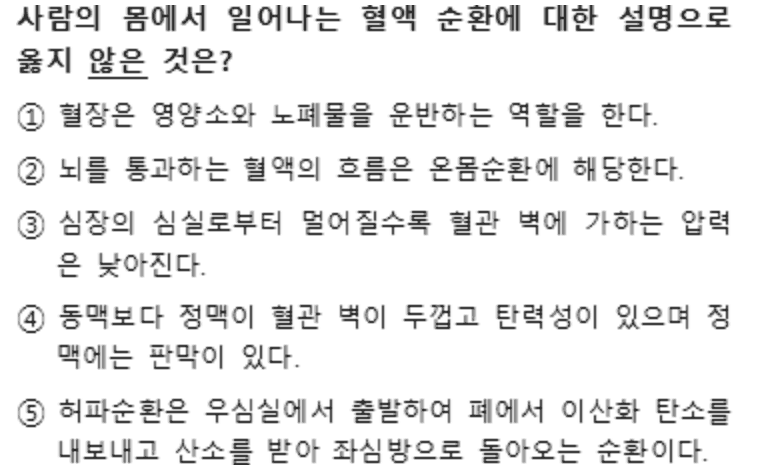 사람의 몸에서 일어나는 혈액 순환에 대한 설명으로
옳지 않은 것은?
① 혈장은 영양소와 노폐물을 운반하는 역할을 한다.
② 뇌를 통과하는 혈액의 흐름은 온몸순환에 해당한다.
③ 심장의 심실로부터 멀어질수록 혈관 벽에 가하는 압력
은 낮아진다.
④ 동맥보다 정맥이 혈관 벽이 두껍고 탄력성이 있으며 정
맥에는 판막이 있다.
⑤ 허파순환은 우심실에서 출발하여 폐에서 이산화 탄소를
내보내고 산소를 받아 좌심방으로 돌아오는 순환이다.